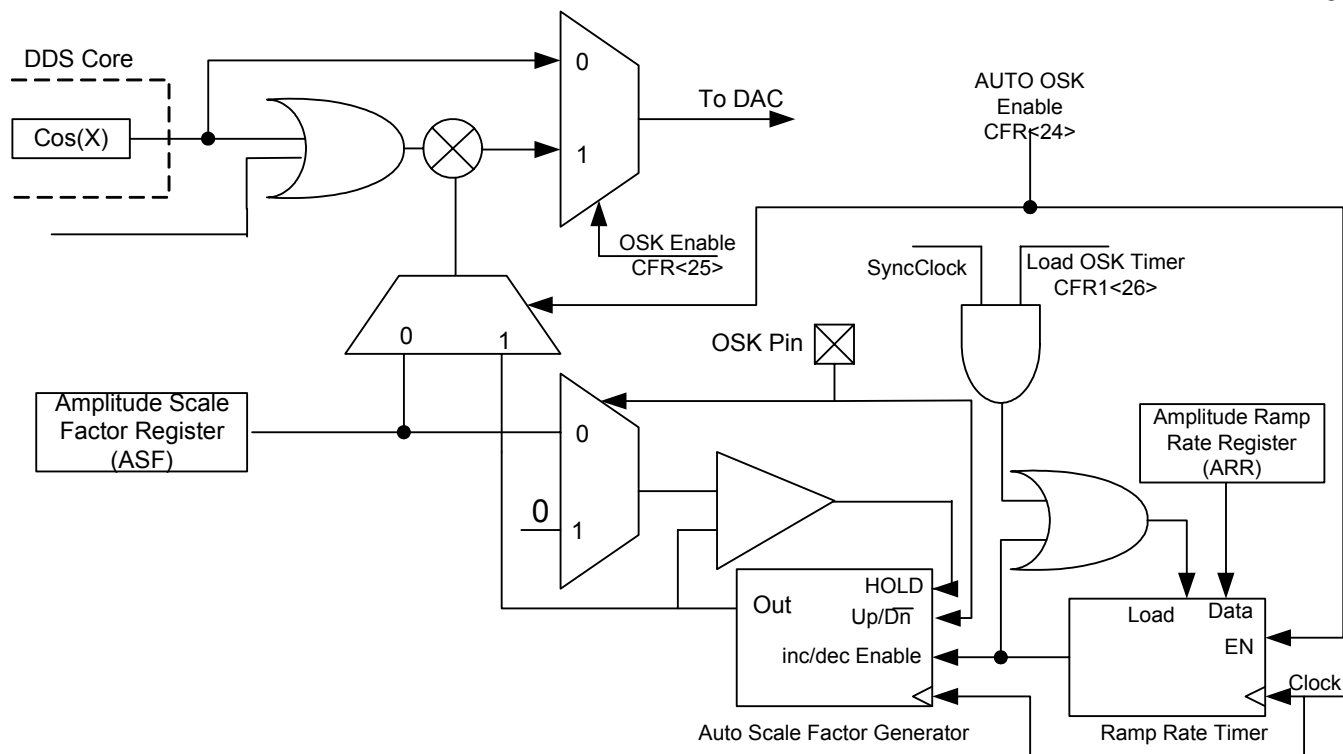 DDS Core
Cos(X)
0
1
To DAC
OSK Enable
CFR<25>
AUTO OSK
Enable
CFR<24>
SyncClock
Load OSK Timer
CFR1<26>
0
1
OSK Pin
Amplitude Scale
Factor Register
(ASF)
0
0
1
Amplitude Ramp
Rate Register
(ARR)
Out
HOLD
Up/Dn
inc/dec Enable
Load
Data
EN
Clock
Auto Scale Factor Generator
Ramp Rate Timer